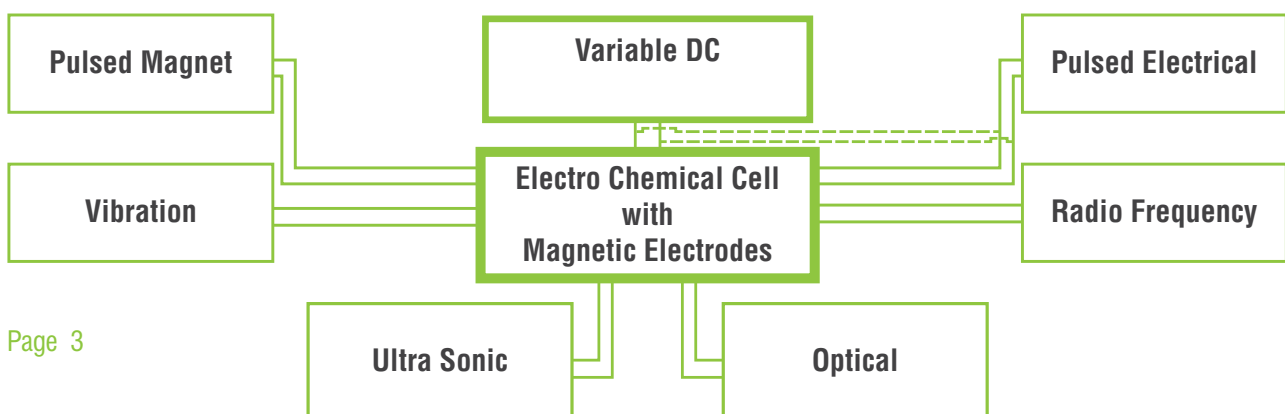 Pulsed Magnet
Variable DC
Pulsed Electrical
Vibration
Electro Chemical Cell
with
Magnetic Electrodes
Radio Frequency
Page 3
Ultra Sonic
Optical